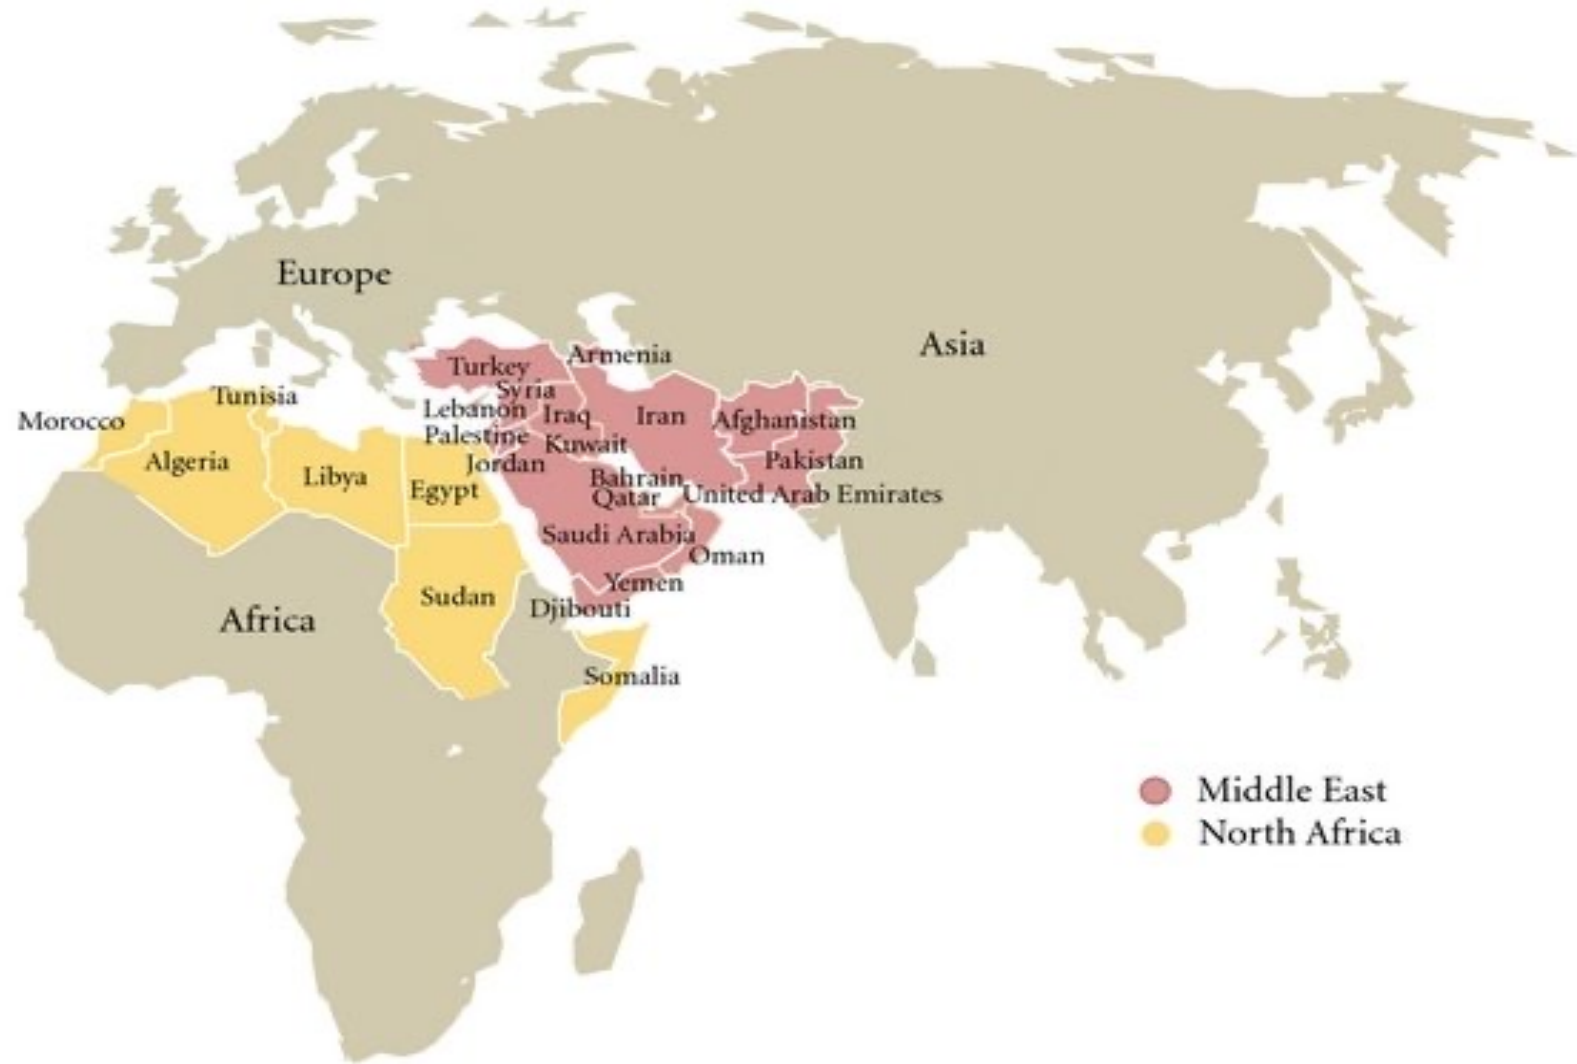 Europe
Asia
Armenia
Turkey
Syria
Tunisia
Lebanon
Iraq
Iran
Afghanistan
Morocco
Palestine
Kuwait
Algeria
Jordan
Pakistan
Libya
Egypt
Bahrain
Qatar
United Arab Emirates
Saudi Arabia
Oman
Sudan
Yemen
Djibouti
Africa
Somalia
Middle East
North Africa